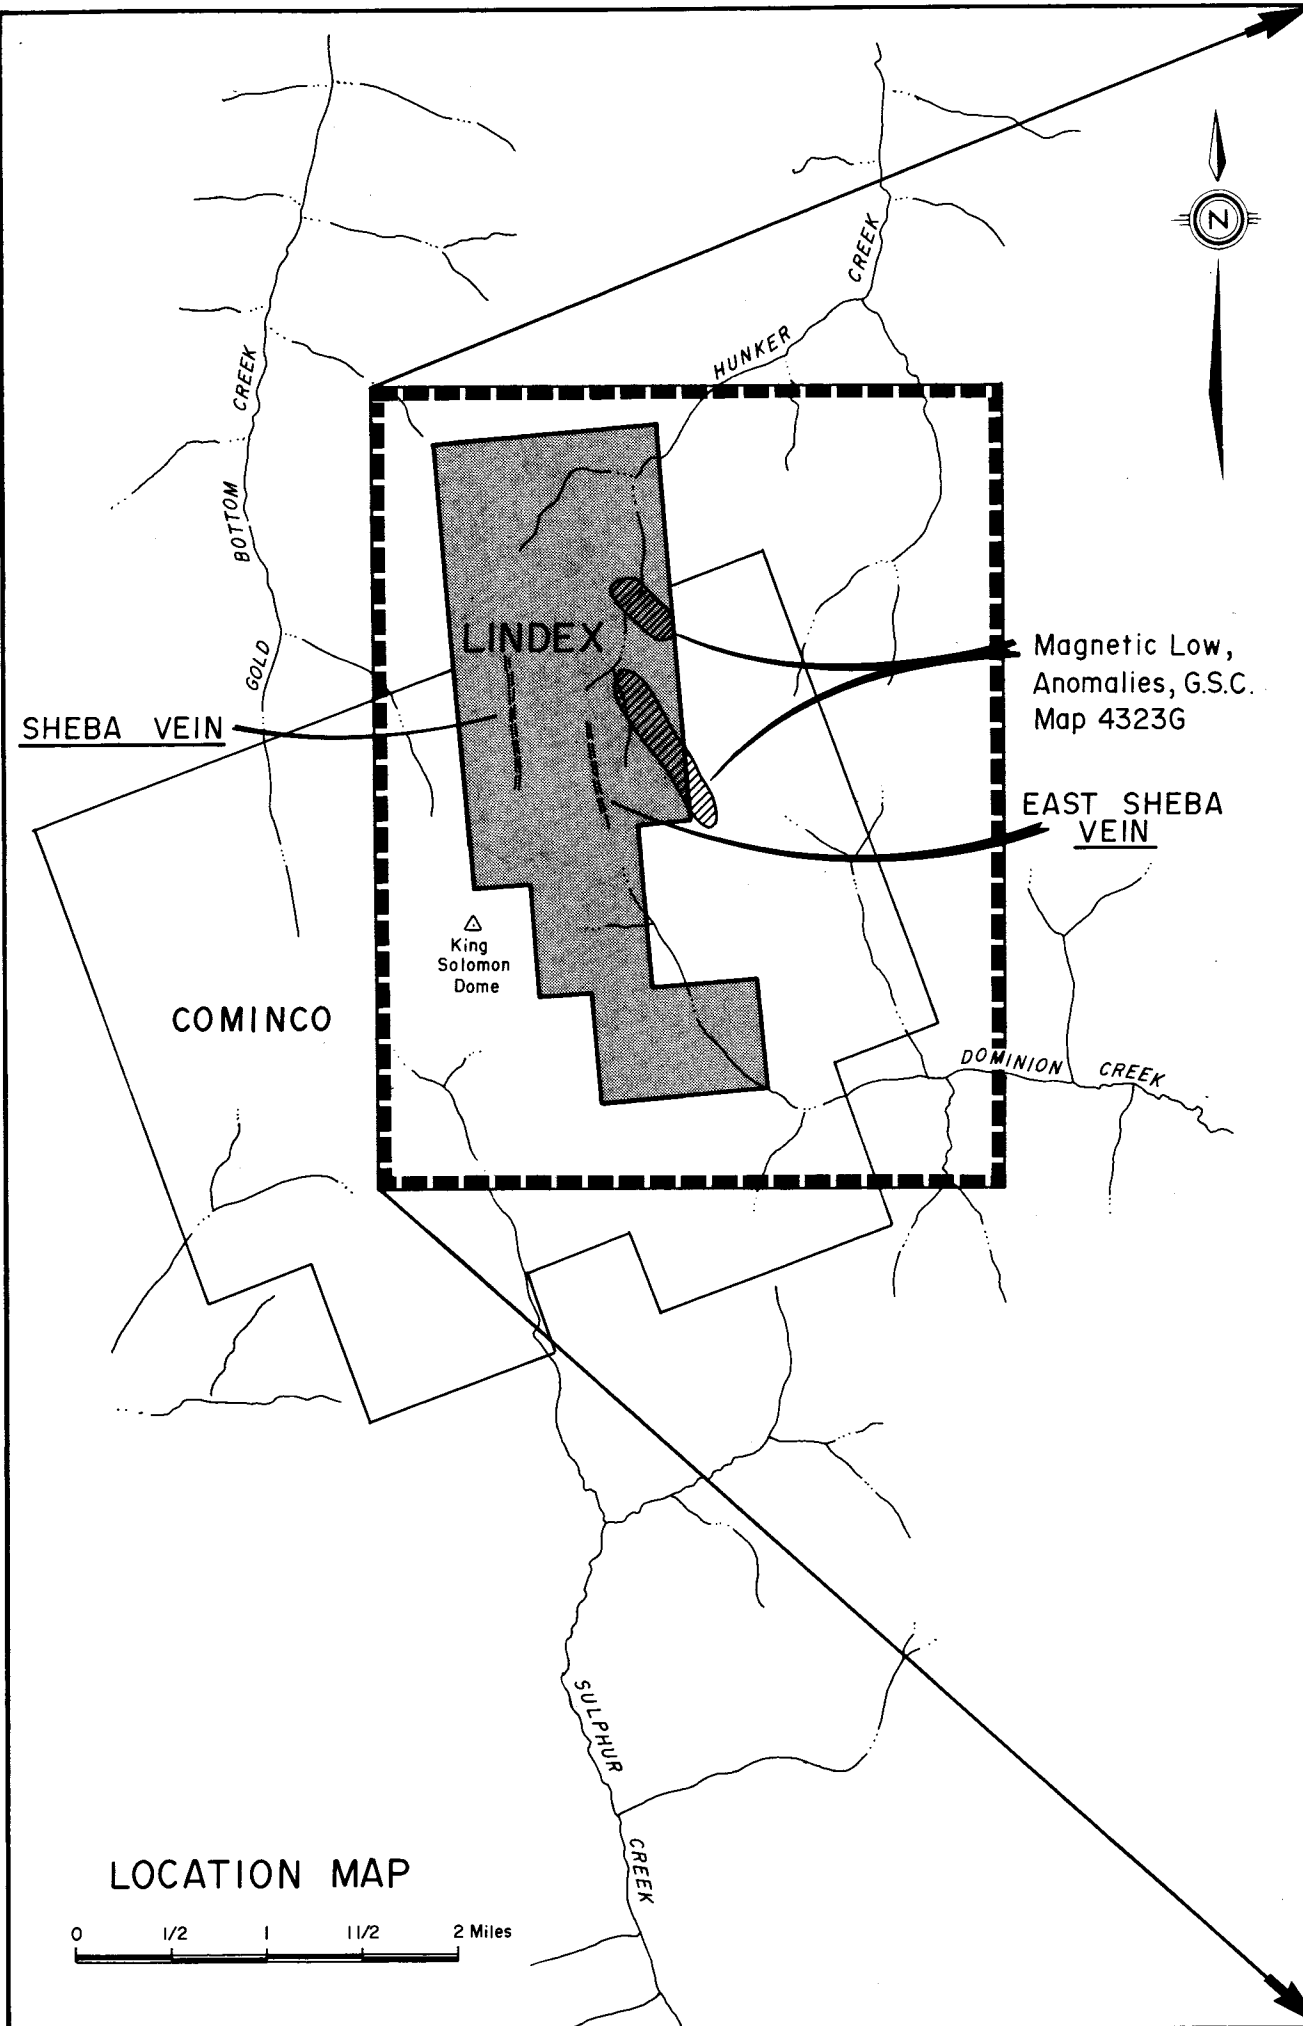 N
CREEK
HUNKER
CREEK
BOTTOM
GOLD
LINDEX
Magnetic Low,
Anomalies, G.S.C.
Map 4323G
SHEBA VEIN
EAST SHEBA
VEIN
King
Solomon
Dome
COMINCO
DOMINION CREEK
SULPHUR
CREEK
LOCATION MAP
0 1/2 1 1 1/2 2 Miles